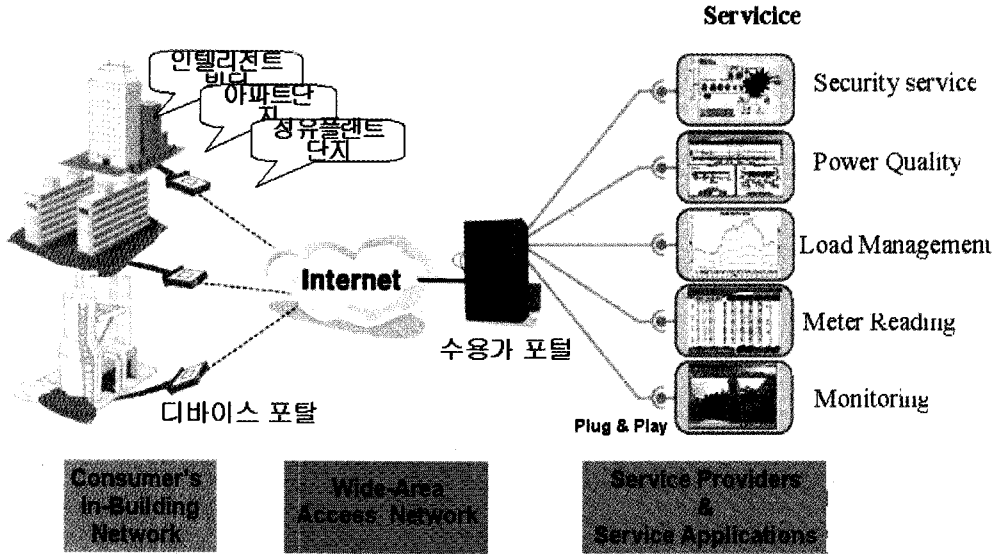 Servicice
인텔리전트
빌딩
아파트단
지
정유플랜트
단지
Security service
Power Quality
Load Management
Meter Reading
Monitoring
Internet
수용가 포털
디바이스 포탈
Plug & Play
Consumer's
In-Building
Network
Wide-Area
Access Network
Service Providers
&
Service Applications